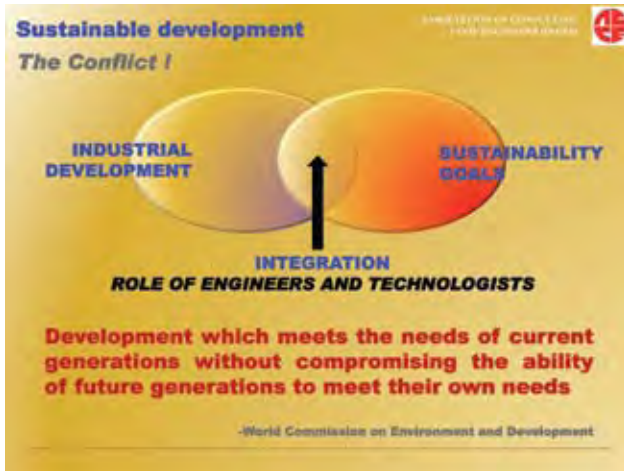 Sustainable development
The Conflict !
INDUSTRIAL
DEVELOPMENT
SUSTAINABILITY
GOALS
INTEGRATION
ROLE OF ENGINEERS AND TECHNOLOGISTS
Development which meets the needs of current
generations without compromising the ability
of future generations to meet their own needs
-World Commission on Environment and Development